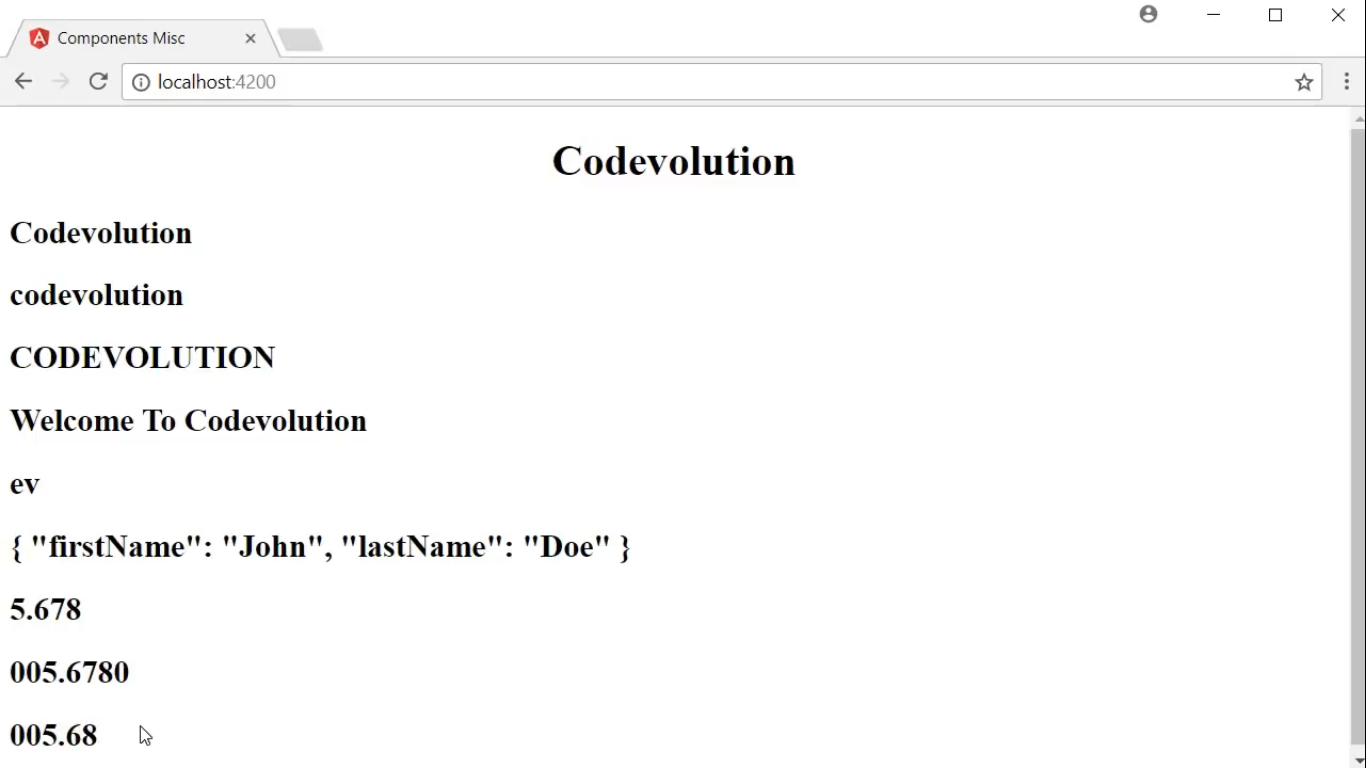 Components Misc
localhost:4200
Codevolution
Codevolution
codevolution
CODEVOLUTION
Welcome To Codevolution
ev
{ "firstName": "John", "lastName": "Doe" }
5.678
005.6780
005.68